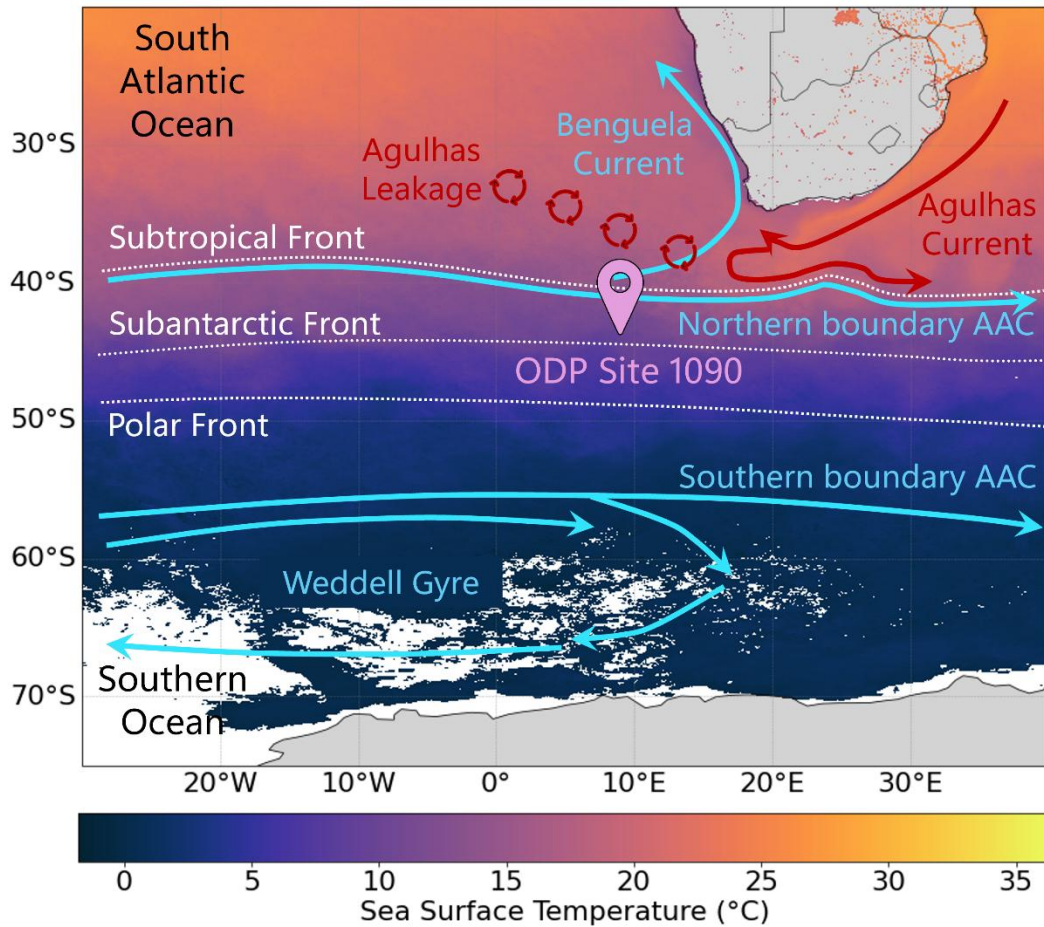 South
Atlantic
Ocean
30°S
Benguela
Current
Agulhas
Leakage
Agulhas
Current
Subtropical Front
40°S
Subantarctic Front
Northern boundary AAC
ODP Site 1090
50°S
Polar Front
Southern boundary AAC
60°S
Weddell Gyre
Southern
Ocean
70°S
20°W 10°W 0° 10°E 20°E 30°E
0 5 10 15 20 25 30 35
Sea Surface Temperature (°C)